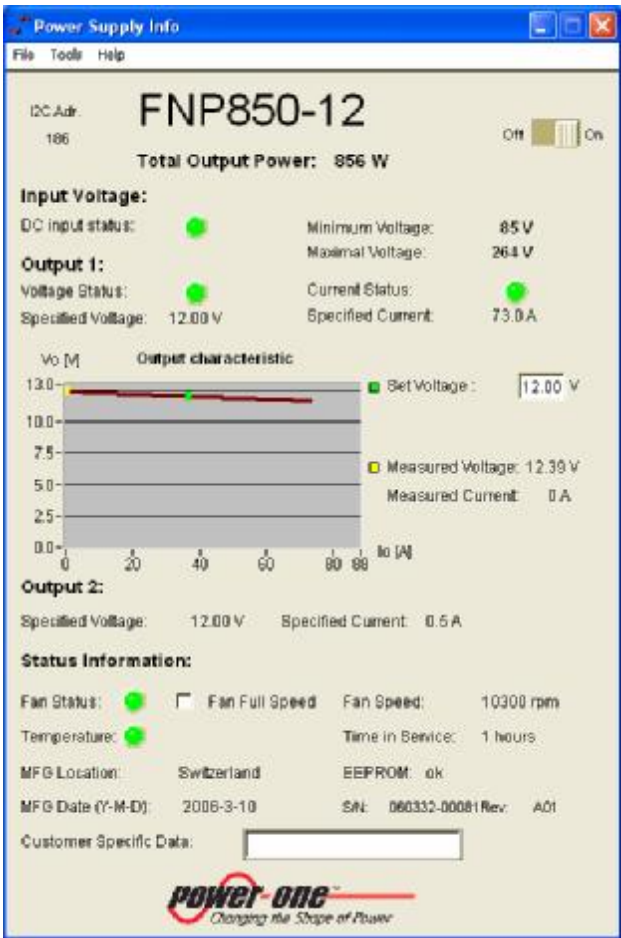 Power Supply Info
File Tools Help
I2C Adr.
186
FNP850-12
Off On
Total Output Power: 856 W
Input Voltage:
DC input status:
Minimum Voltage: 85 V
Maximal Voltage: 264 V
Output 1:
Voltage Status:
Current Status:
Specified Voltage: 12.00 V
Specified Current: 73.0 A
Vo [V] Output characteristic
13.0
10.0
7.5
5.0
2.5
0.0
0 20 40 60 80 88 Io [A]
Set Voltage : 12.00 V
Measured Voltage: 12.39 V
Measured Current: 0 A
Output 2:
Specified Voltage: 12.00 V Specified Current: 0.5 A
Status Information:
Fan Status: Fan Full Speed Fan Speed: 10300 rpm
Temperature: Time in Service: 1 hours
MFG Location: Switzerland EEPROM: ok
MFG Date (Y-M-D): 2006-3-10 S/N: 060332-00081 Rev: A01
Customer Specific Data:
power-one
Changing the Shape of Power